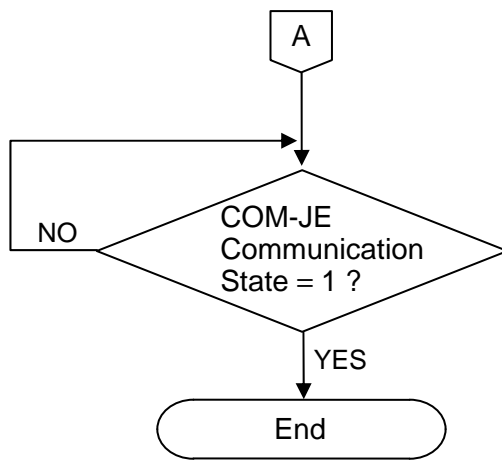 A
COM-JE
Communication
State = 1 ?
NO
YES
End